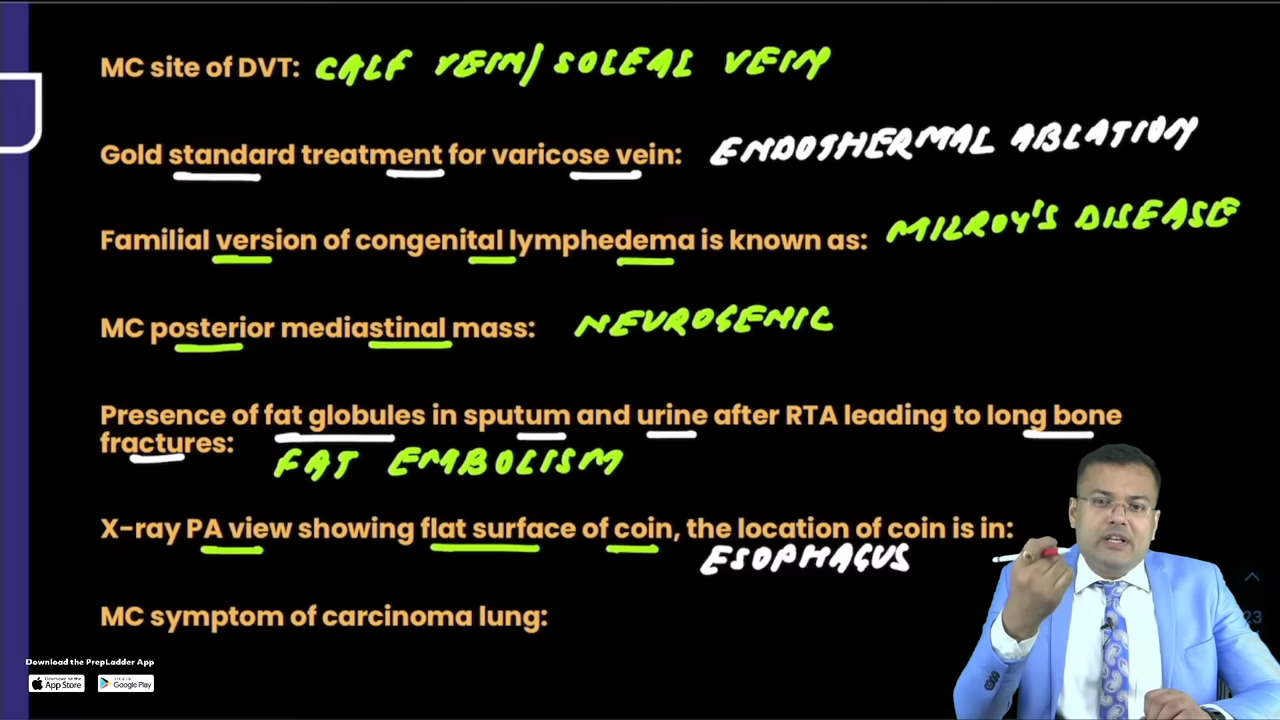 MC site of DVT: CALF VEIN/SOLEAL VEIN
Gold standard treatment for varicose vein: ENDOTHERMAL ABLATION
Familial version of congenital lymphedema is known as: MILROY'S DISEASE
MC posterior mediastinal mass: NEUROGENIC
Presence of fat globules in sputum and urine after RTA leading to long bone
fractures: FAT EMBOLISM
X-ray PA view showing flat surface of coin, the location of coin is in:
ESOPHAGUS
MC symptom of carcinoma lung:
23
Download the PrepLadder App
App Store
Google Play